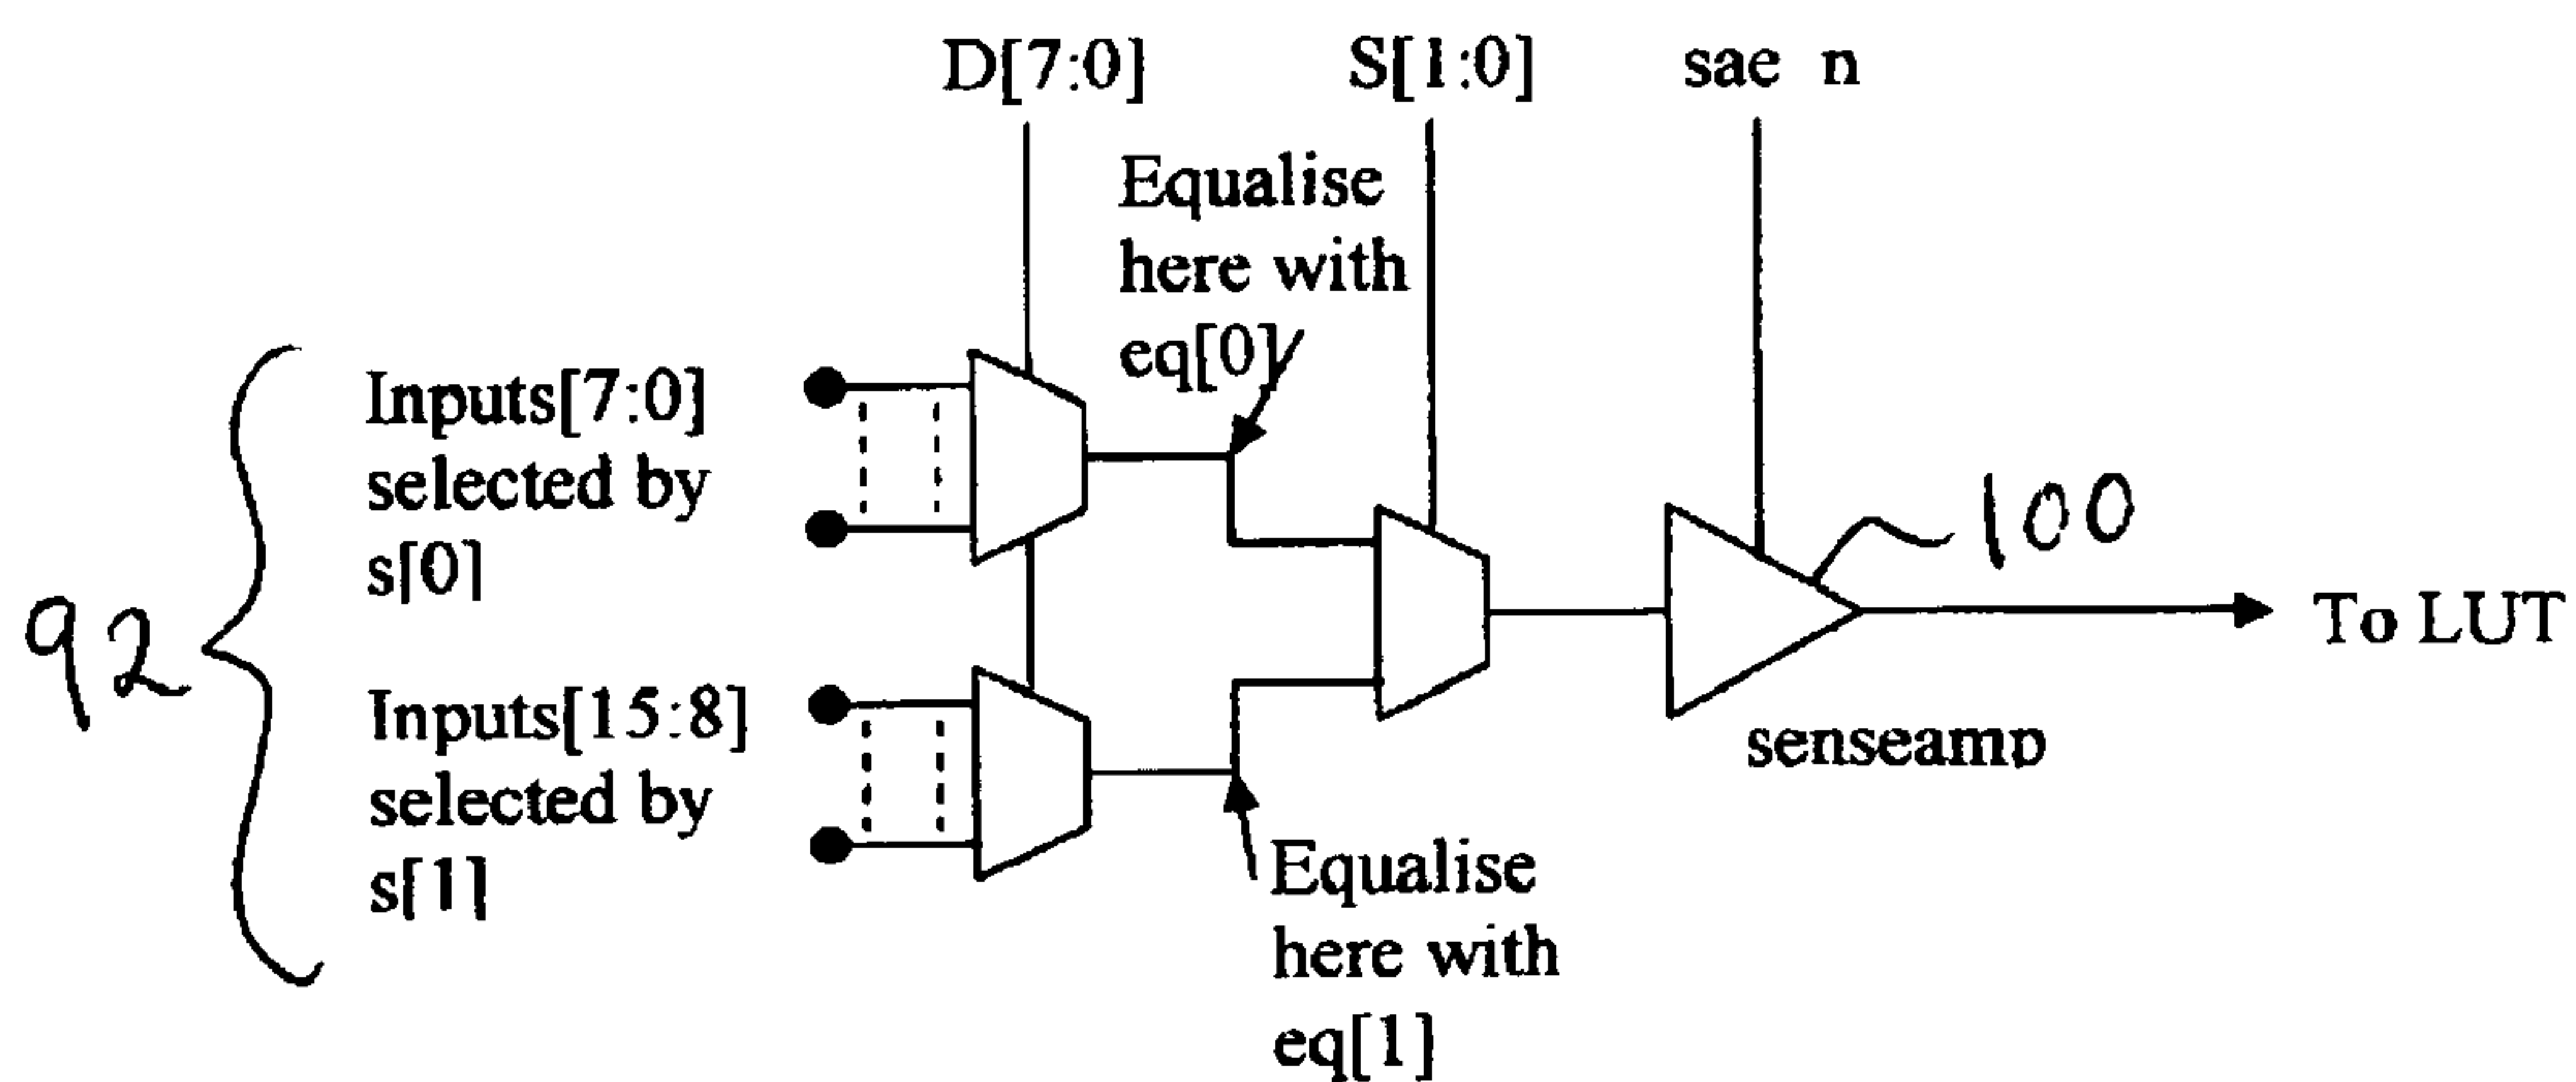 D[7:0]
S[1:0]
sae n
Equalise
here with
eq[0]
Inputs[7:0]
selected by
s[0]
92
100
To LUT
Inputs[15:8]
selected by
s[1]
senseamp
Equalise
here with
eq[1]